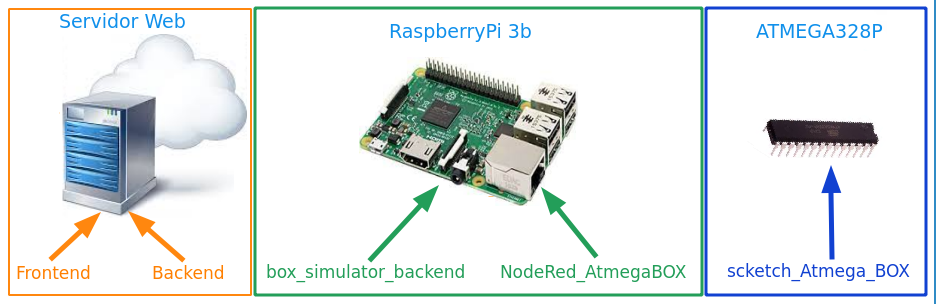 Servidor Web
RaspberryPi 3b
ATMEGA328P
Frontend
Backend
box_simulator_backend
NodeRed_AtmegaBOX
scketch_Atmega_BOX